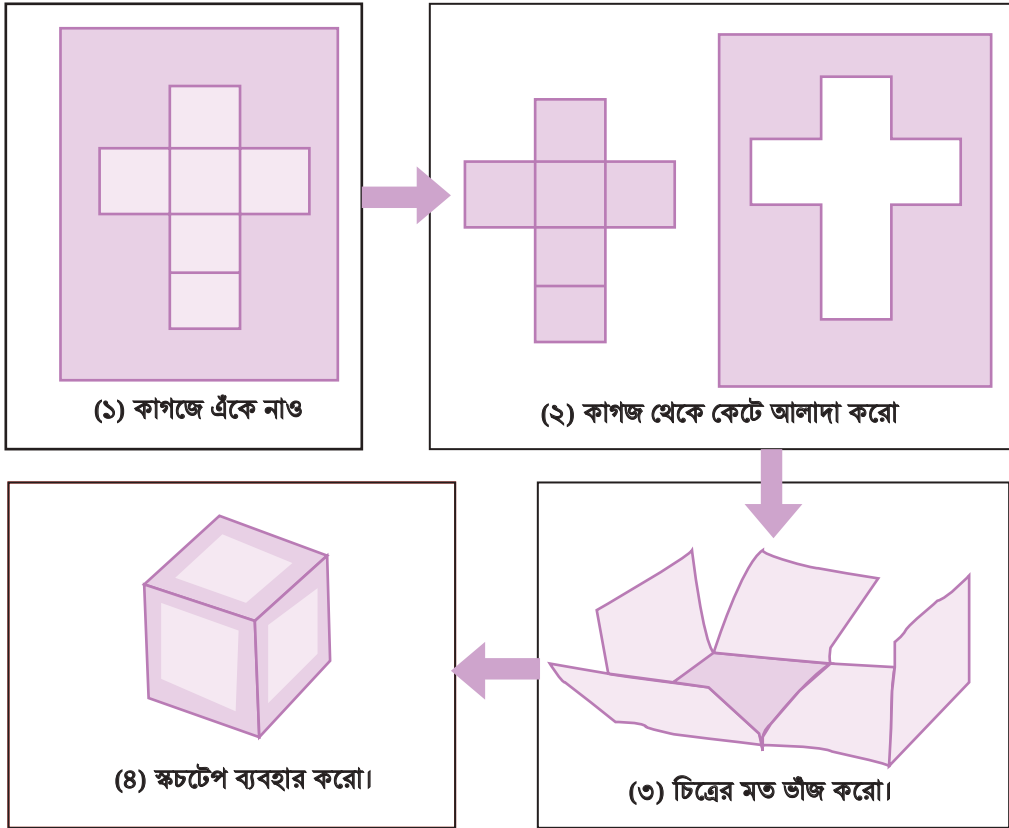 (১) কাগজে এঁকে নাও
(২) কাগজ থেকে কেটে আলাদা করো
(৩) চিত্রের মত ভাঁজ করো।
(৪) স্কচটেপ ব্যবহার করো।